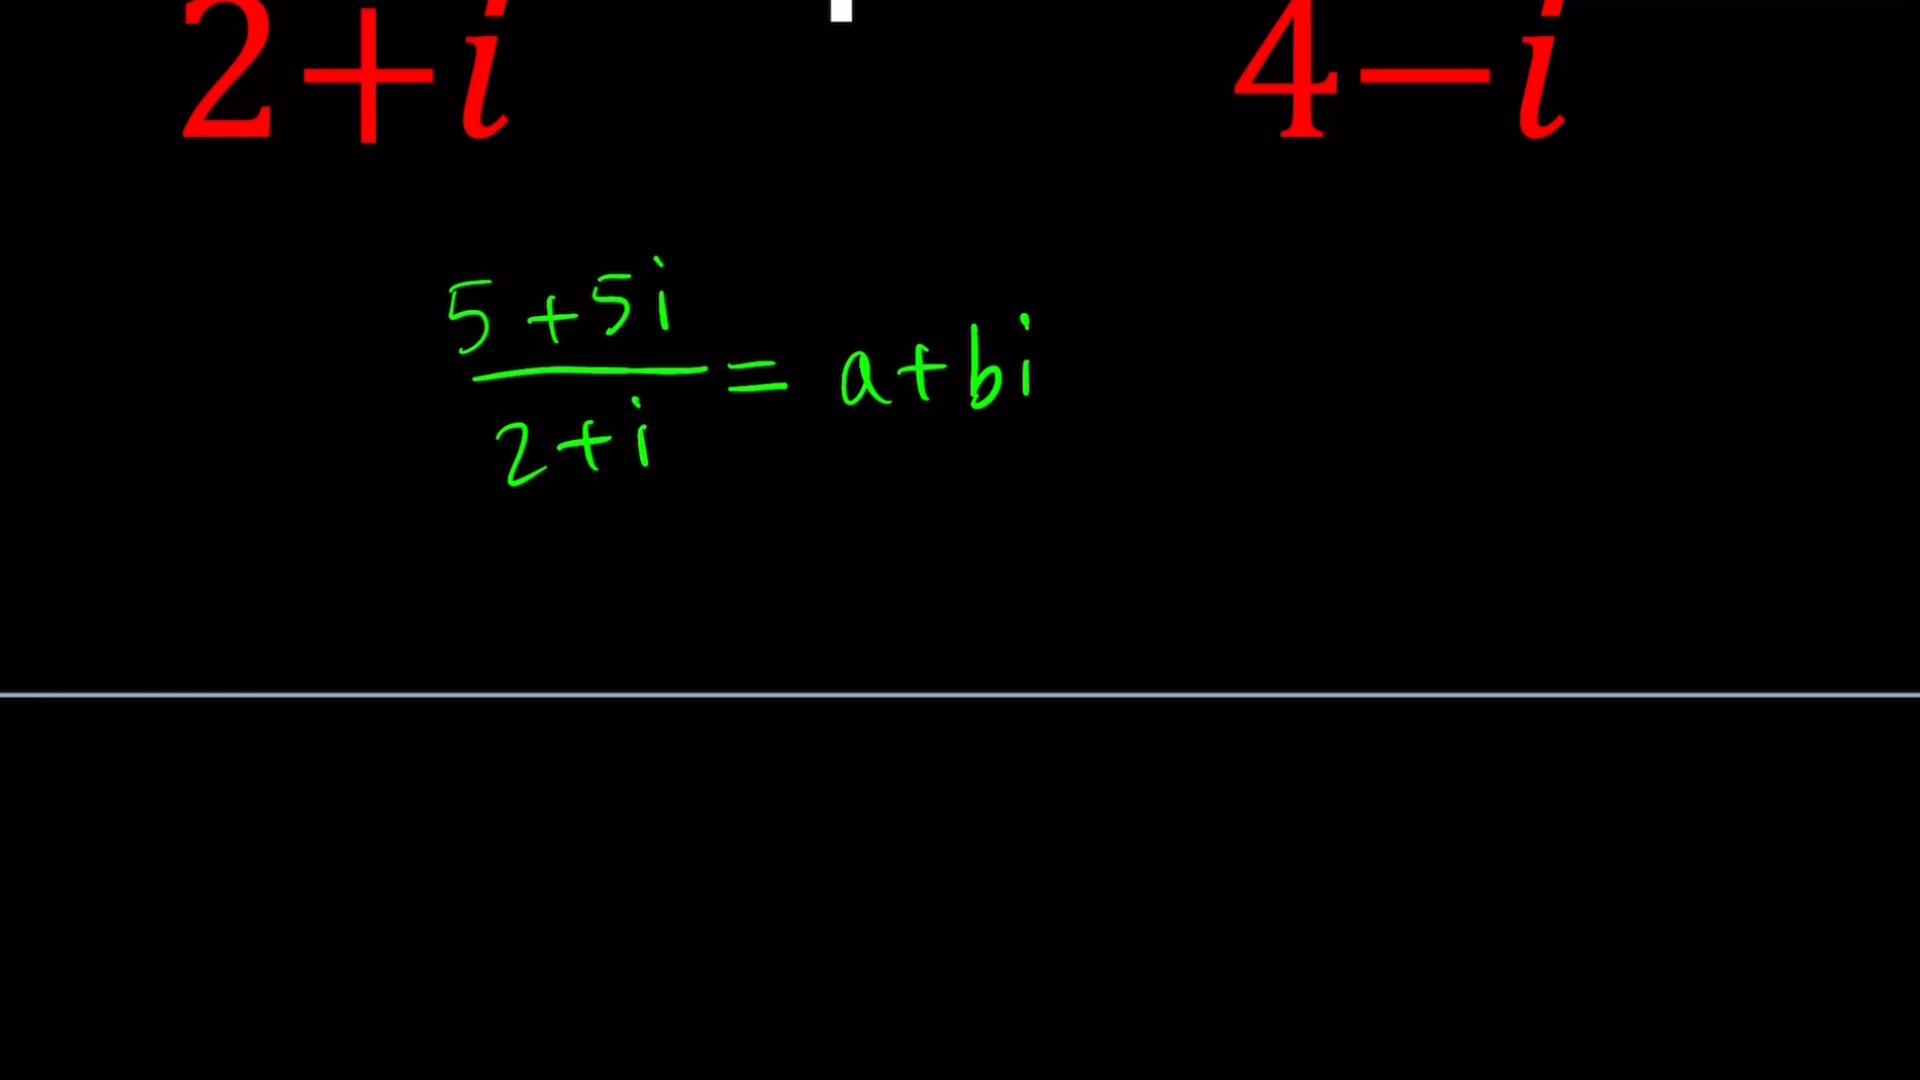 2+i 4−i
5+5i
/2+i = a+bi